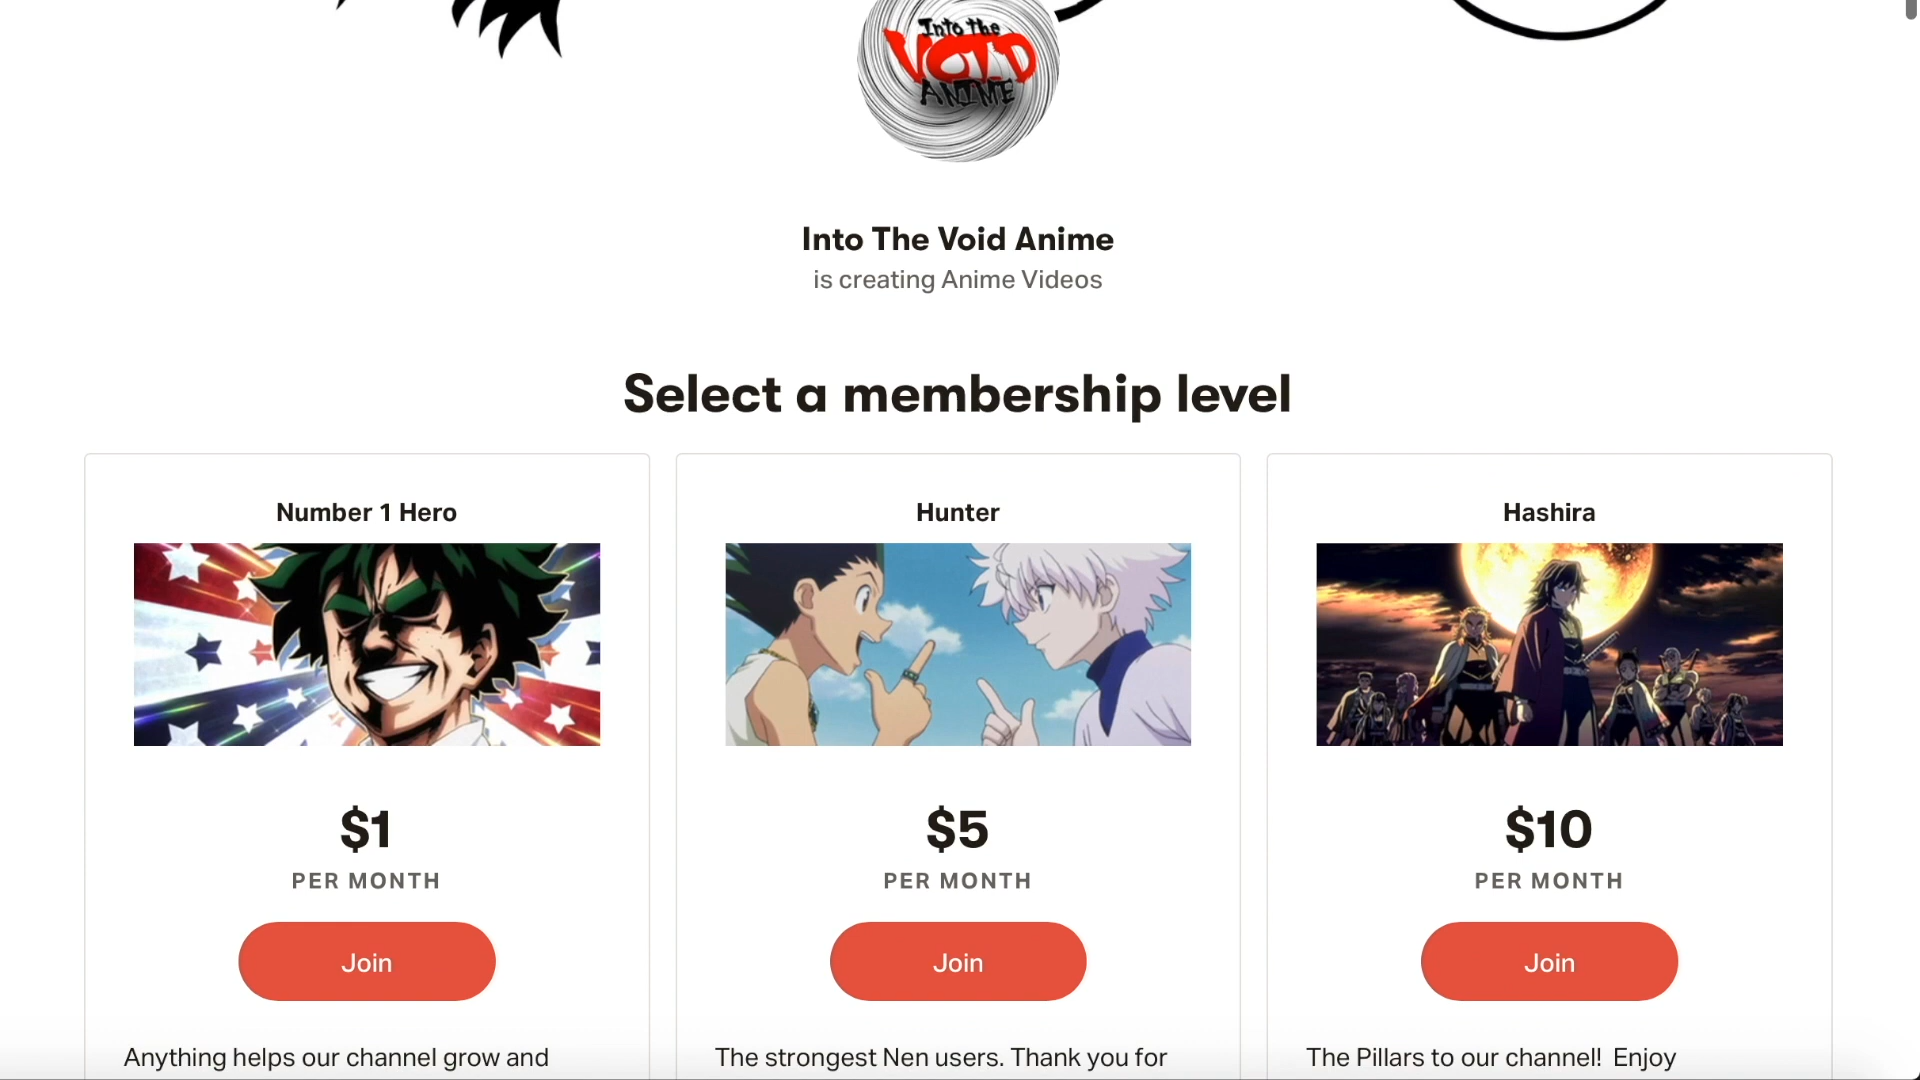 Into the
VOID
ANIME
Into The Void Anime
is creating Anime Videos
Select a membership level
Number 1 Hero
Hunter
Hashira
$1
PER MONTH
$5
PER MONTH
$10
PER MONTH
Join
Join
Join
Anything helps our channel grow and
The strongest Nen users. Thank you for
The Pillars to our channel!  Enjoy